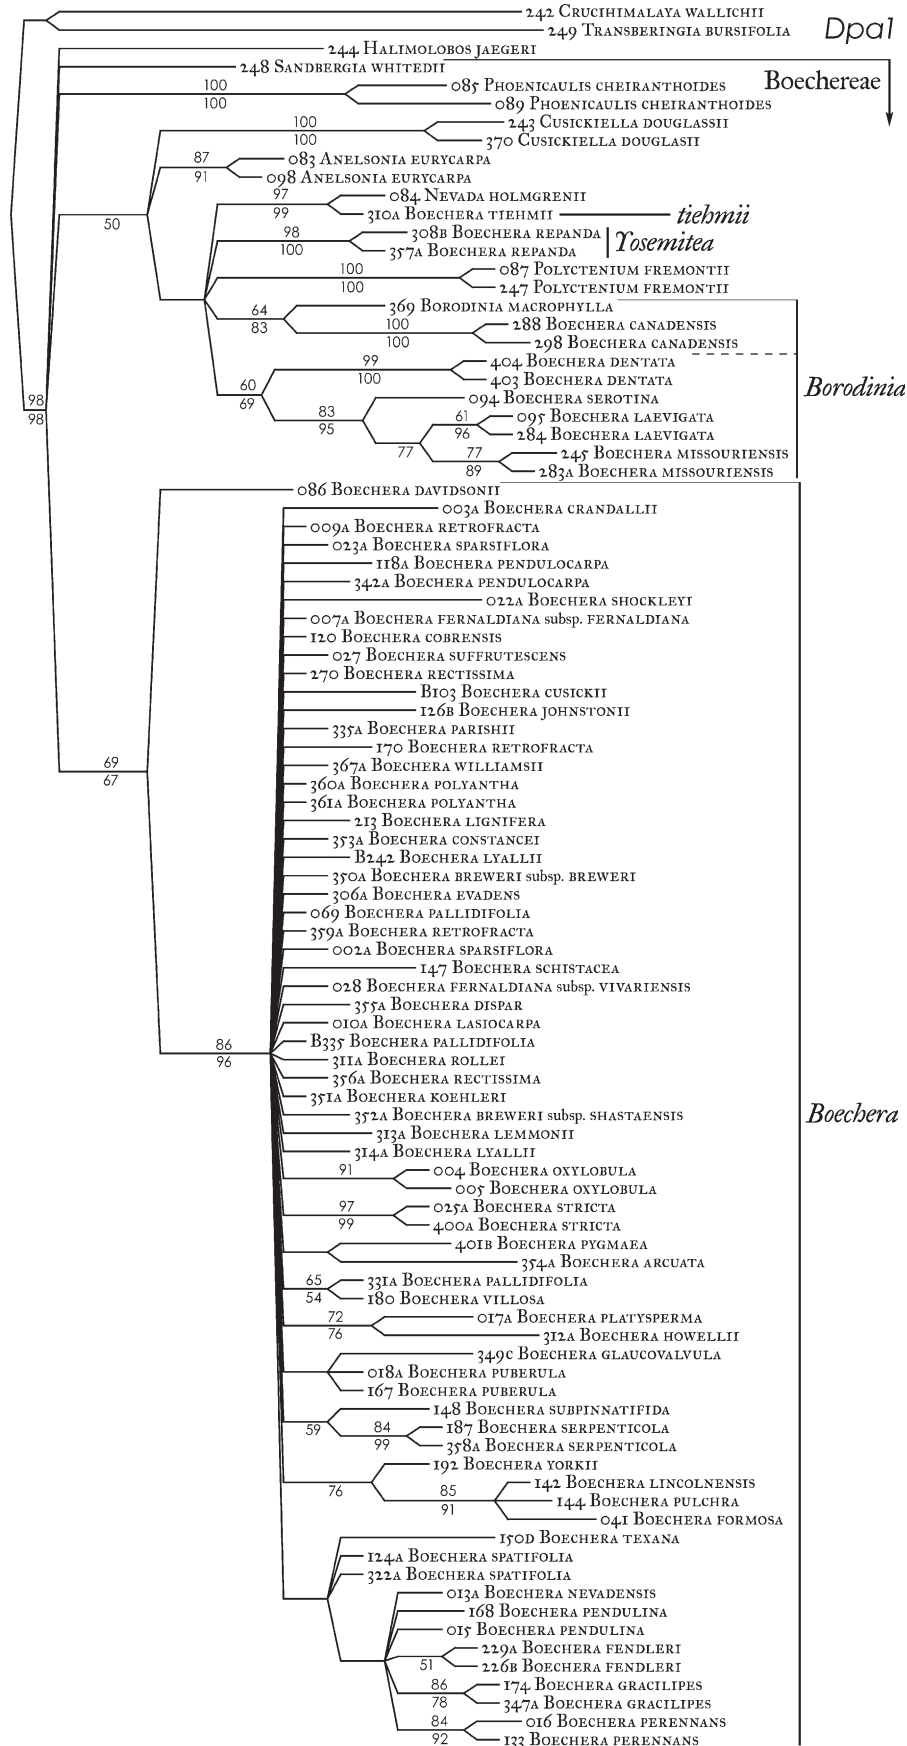 242 Crucihimalaya wallichii
249 Transberingia bursifolia
Dpa1
244 Halimolobos jaegeri
248 Sandbergia whitedii
Boechereae
100
100
085 Phoenicaulis cheiranthoides
089 Phoenicaulis cheiranthoides
100
100
243 Cusickiella douglassii
370 Cusickiella douglasii
87
91
083 Anelsonia eurycarpa
098 Anelsonia eurycarpa
97
99
084 Nevada holmgrenii
310a Boechera tiehmii
tiehmii
50
98
100
308b Boechera repanda
357a Boechera repanda
Yosemitea
100
100
087 Polyctenium fremontii
247 Polyctenium fremontii
64
83
369 Borodinia macrophylla
100
100
288 Boechera canadensis
298 Boechera canadensis
99
100
404 Boechera dentata
403 Boechera dentata
Borodinia
60
69
83
95
094 Boechera serotina
61
96
095 Boechera laevigata
284 Boechera laevigata
77
77
89
245 Boechera missouriensis
283a Boechera missouriensis
98
98
086 Boechera davidsonii
003a Boechera crandallii
009a Boechera retrofracta
023a Boechera sparsiflora
118a Boechera pendulocarpa
342a Boechera pendulocarpa
022a Boechera shockleyi
007a Boechera fernaldiana subsp. fernaldiana
120 Boechera cobrensis
027 Boechera suffrutescens
270 Boechera rectissima
B103 Boechera cusickii
126b Boechera johnstonii
335a Boechera parishii
170 Boechera retrofracta
69
67
367a Boechera williamsii
360a Boechera polyantha
361a Boechera polyantha
213 Boechera lignifera
353a Boechera constancei
B242 Boechera lyallii
350a Boechera breweri subsp. breweri
306a Boechera evadens
069 Boechera pallidifolia
359a Boechera retrofracta
002a Boechera sparsiflora
147 Boechera schistacea
028 Boechera fernaldiana subsp. vivariensis
355a Boechera dispar
010a Boechera lasiocarpa
B335 Boechera pallidifolia
86
96
311a Boechera rollei
356a Boechera rectissima
351a Boechera koehleri
352a Boechera breweri subsp. shastaensis
Boechera
313a Boechera lemmonii
314a Boechera lyallii
91
004 Boechera oxylobula
005 Boechera oxylobula
97
99
025a Boechera stricta
400a Boechera stricta
401b Boechera pygmaea
354a Boechera arcuata
65
54
331a Boechera pallidifolia
180 Boechera villosa
72
76
017a Boechera platysperma
312a Boechera howellii
349c Boechera glaucovalvula
018a Boechera puberula
167 Boechera puberula
59
148 Boechera subpinnatifida
84
99
187 Boechera serpenticola
358a Boechera serpenticola
76
192 Boechera yorkii
85
91
142 Boechera lincolnensis
144 Boechera pulchra
041 Boechera formosa
150d Boechera texana
124a Boechera spatifolia
322a Boechera spatifolia
013a Boechera nevadensis
168 Boechera pendulina
015 Boechera pendulina
51
229a Boechera fendleri
226b Boechera fendleri
86
78
174 Boechera gracilipes
347a Boechera gracilipes
84
92
016 Boechera perennans
133 Boechera perennans